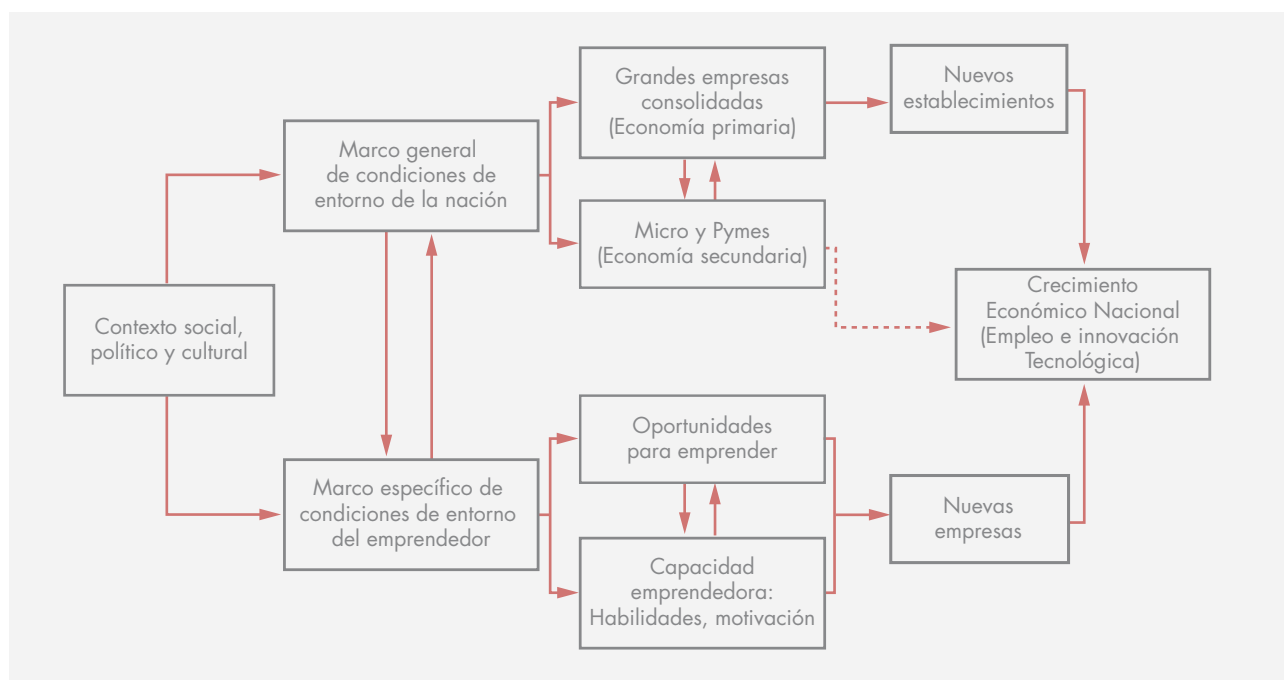 Grandes empresas
consolidadas
(Economía primaria)
Nuevos
establecimientos
Marco general
de condiciones de
entorno de la nación
Micro y Pymes
(Economía secundaria)
Contexto social,
político y cultural
Crecimiento
Económico Nacional
(Empleo e innovación
Tecnológica)
Oportunidades
para emprender
Marco específico de
condiciones de entorno
del emprendedor
Nuevas
empresas
Capacidad
emprendedora:
Habilidades, motivación